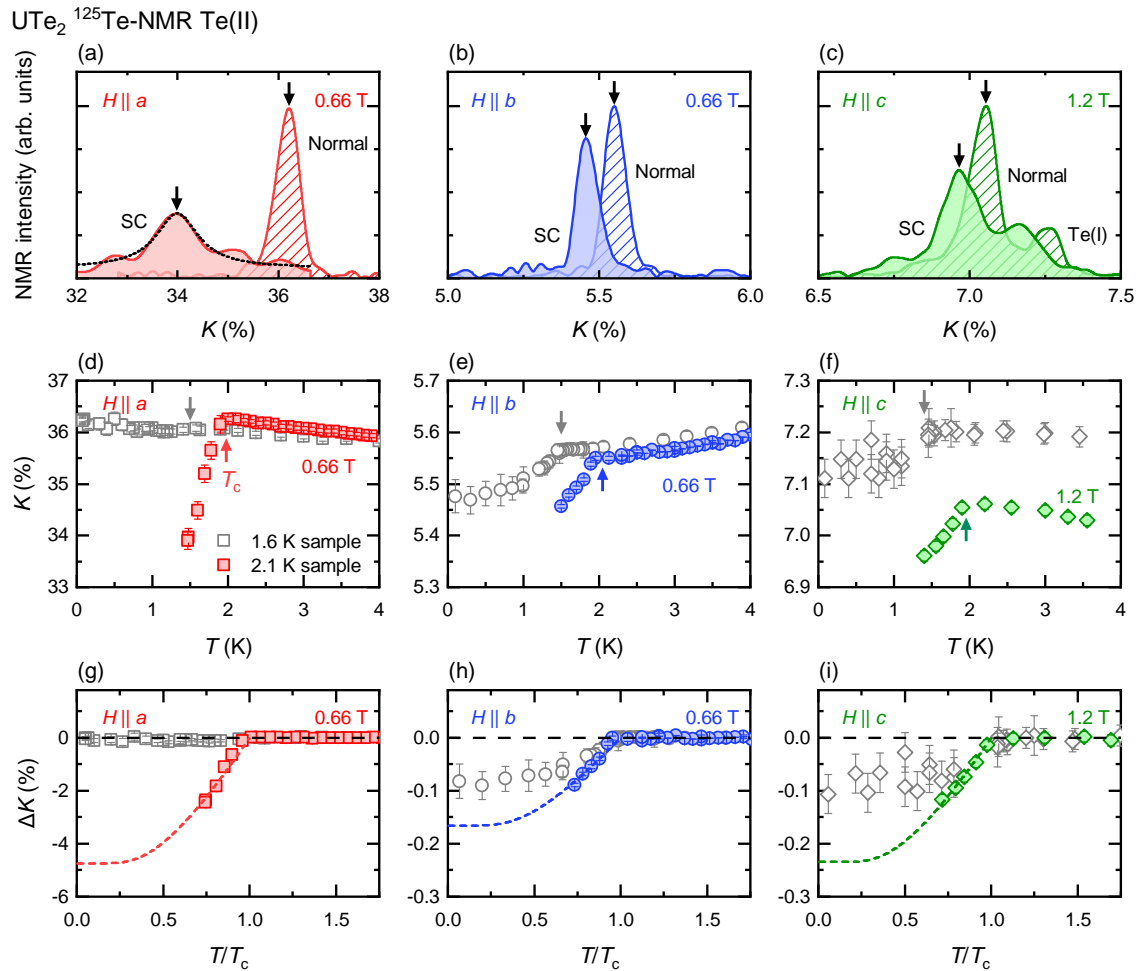 UTe₂ ¹²⁵Te-NMR Te(II)
(a)
(b)
(c)
NMR intensity (arb. units)
H || a
0.66 T
Normal
SC
32 34 36 38
K (%)
H || b
0.66 T
Normal
SC
5.0 5.5 6.0
K (%)
H || c
1.2 T
Normal
SC
Te(I)
6.5 7.0 7.5
K (%)
(d)
(e)
(f)
K (%)
37
36
35
34
33
H || a
0.66 T
T_c
1.6 K sample
2.1 K sample
0 1 2 3 4
T (K)
5.7
5.6
5.5
5.4
5.3
H || b
0.66 T
0 1 2 3 4
T (K)
7.3
7.2
7.1
7.0
6.9
H || c
1.2 T
0 1 2 3 4
T (K)
(g)
(h)
(i)
ΔK (%)
0
-2
-4
-6
H || a
0.66 T
0.0 0.5 1.0 1.5
T/T_c
0.0
-0.1
-0.2
-0.3
H || b
0.66 T
0.0 0.5 1.0 1.5
T/T_c
0.0
-0.1
-0.2
-0.3
H || c
1.2 T
0.0 0.5 1.0 1.5
T/T_c